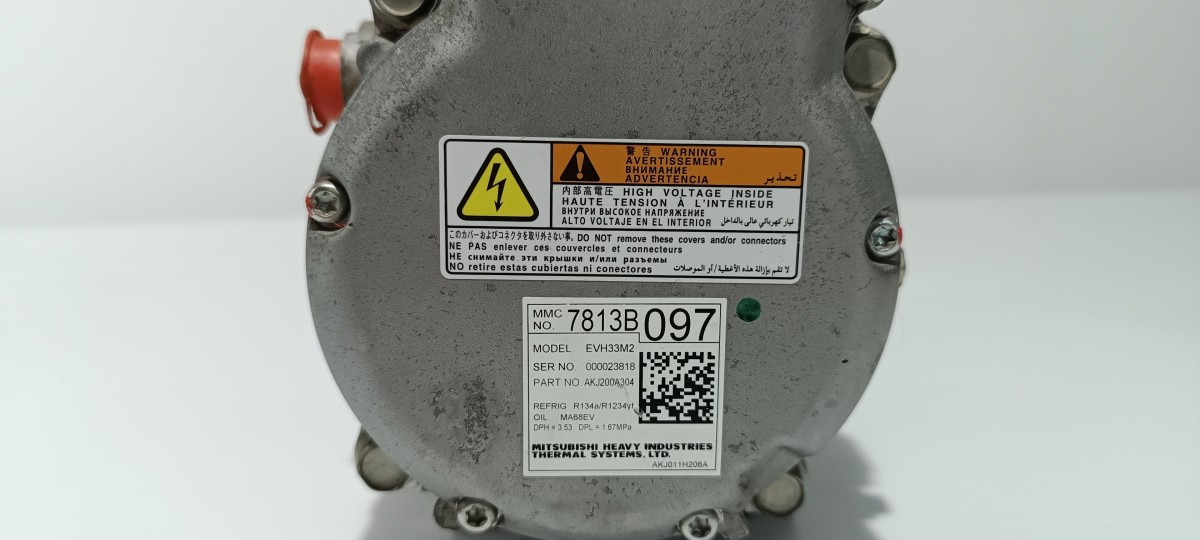 警告 WARNING
AVERTISSEMENT
ВНИМАНИЕ
ADVERTENCIA تحذير
内部高電圧 HIGH VOLTAGE INSIDE
HAUTE TENSION À L'INTÉRIEUR
ВНУТРИ ВЫСОКОЕ НАПРЯЖЕНИЕ
ALTO VOLTAJE EN EL INTERIOR تيار كهربائي عالى بالداخل
このカバーおよびコネクタを取り外さない事。DO NOT remove these covers and/or connectors
NE PAS enlever ces couvercles et connecteurs
НЕ снимайте эти крышки и/или разъемы
NO retire estas cubiertas ni conectores لا تقم بإزالة هذه الأغطية/أو الموصلات
MMC NO. 7813B097
MODEL EVH33M2
SER NO. 000023818
PART NO. AKJ200A304
REFRIG R134a/R1234yf
OIL MA68EV
DPH = 3.53 DPL = 1.67MPa
MITSUBISHI HEAVY INDUSTRIES
THERMAL SYSTEMS, LTD.
AKJ011H206A